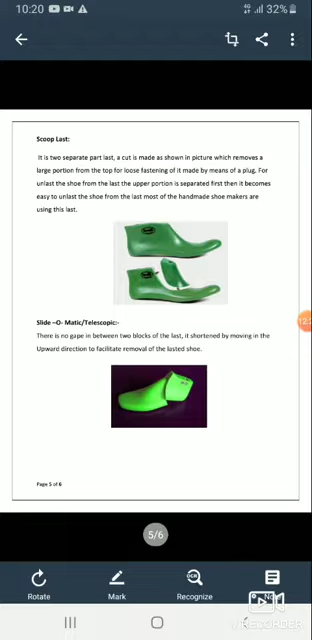 10:20
4G
32%
Scoop Last:
It is two separate part last, a cut is made as shown in picture which removes a
large portion from the top for loose fastening of it made by means of a plug. For
unlast the shoe from the last the upper portion is separated first then it becomes
easy to unlast the shoe from the last most of the handmade shoe makers are
using this last.
Slide –O- Matic/Telescopic:-
There is no gape in between two blocks of the last, it shortened by moving in the
Upward direction to facilitate removal of the lasted shoe.
Page 5 of 6
5/6
OCR
Rotate
Mark
Recognize
RECORDER